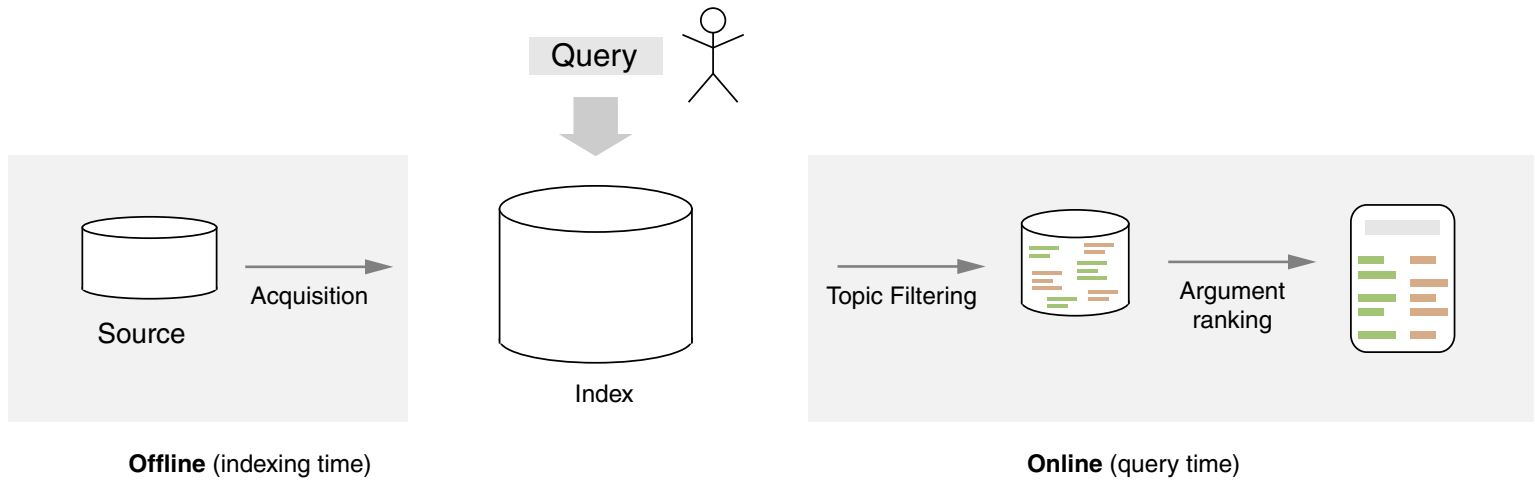 Query
Source
Acquisition
Index
Topic Filtering
Argument
ranking
Offline (indexing time)
Online (query time)